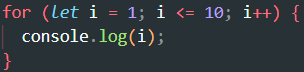 for (let i = 1; i <= 10; i++) {
  console.log(i);
}